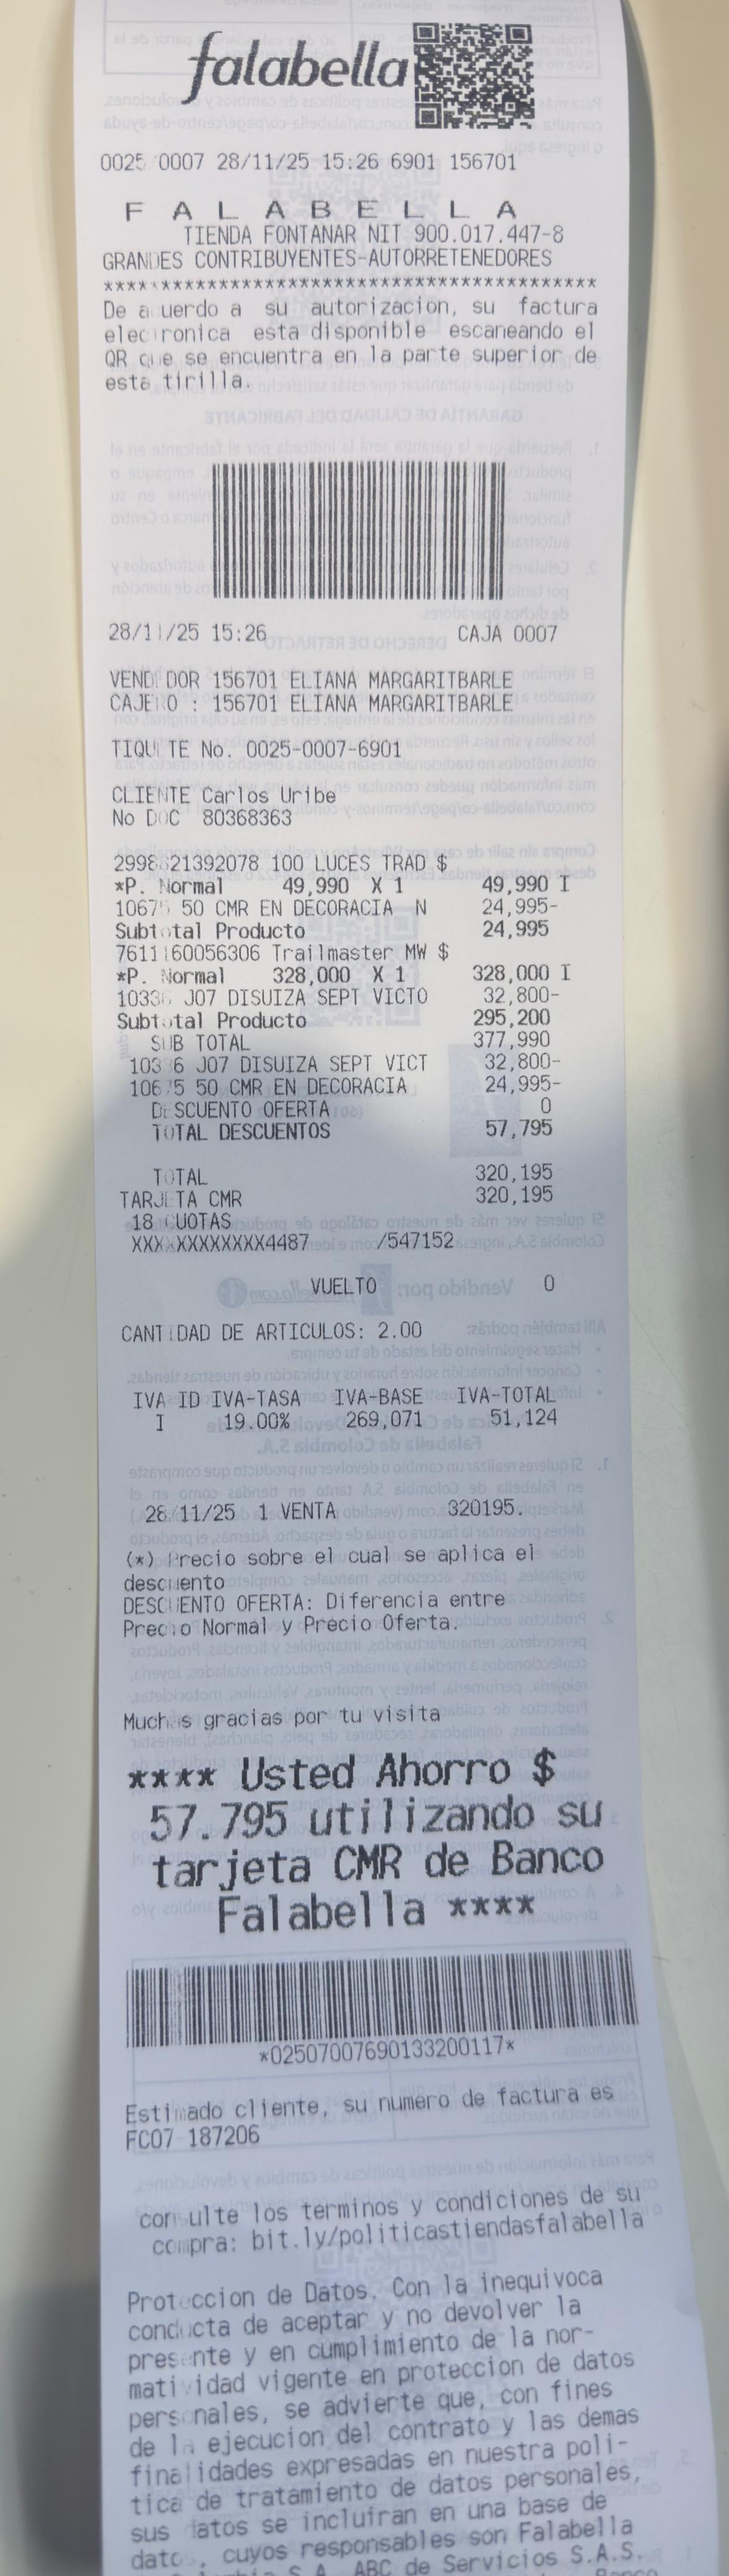 falabella
0025 0007 28/11/25 15:26 6901 156701
F A L A B E L L A
TIENDA FONTANAR NIT 900.017.447-8
GRANDES CONTRIBUYENTES-AUTORRETENEDORES
*****************************************
De acuerdo a su autorizacion, su factura
electronica esta disponible escaneando el
QR que se encuentra en la parte superior de
esta tirilla.
28/11/25 15:26 CAJA 0007
VENDEDOR 156701 ELIANA MARGARITBARLE
CAJERO : 156701 ELIANA MARGARITBARLE
TIQUETE No. 0025-0007-6901
CLIENTE Carlos Uribe
No DOC 80368363
2998621392078 100 LUCES TRAD $
*P. Normal 49,990 X 1 49,990 I
10675 50 CMR EN DECORACIA N 24,995-
Subtotal Producto 24,995
7611160056306 Trailmaster MW $
*P. Normal 328,000 X 1 328,000 I
10336 J07 DISUIZA SEPT VICTO 32,800-
Subtotal Producto 295,200
SUB TOTAL 377,990
10336 J07 DISUIZA SEPT VICT 32,800-
10675 50 CMR EN DECORACIA 24,995-
DESCUENTO OFERTA 0
TOTAL DESCUENTOS 57,795
TOTAL 320,195
TARJETA CMR 320,195
18 CUOTAS
XXXXXXXXXXXX4487 /547152
VUELTO 0
CANTIDAD DE ARTICULOS: 2.00
IVA ID IVA-TASA IVA-BASE IVA-TOTAL
I 19.00% 269,071 51,124
28/11/25 1 VENTA 320195.
(*) Precio sobre el cual se aplica el
descuento
DESCUENTO OFERTA: Diferencia entre
Precio Normal y Precio Oferta.
Muchas gracias por tu visita
**** Usted Ahorro $
57.795 utilizando su
tarjeta CMR de Banco
Falabella ****
*02507007690133200117*
Estimado cliente, su numero de factura es
FC07 187206
consulte los terminos y condiciones de su
compra: bit.ly/politicastiendasfalabella
Proteccion de Datos. Con la inequivoca
conducta de aceptar y no devolver la
presente y en cumplimiento de la nor-
matividad vigente en proteccion de datos
personales, se advierte que, con fines
de la ejecucion del contrato y las demas
finalidades expresadas en nuestra poli-
tica de tratamiento de datos personales,
sus datos se incluiran en una base de
datos, cuyos responsables son Falabella
S.A. ABC de Servicios S.A.S.